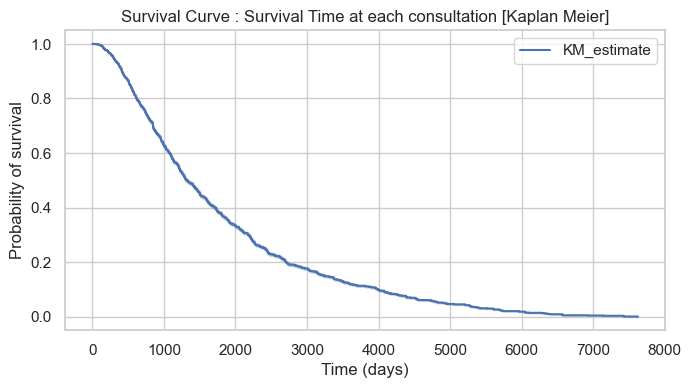 Survival Curve : Survival Time at each consultation [Kaplan Meier]
KM_estimate
Probability of survival
1.0
0.8
0.6
0.4
0.2
0.0
0 1000 2000 3000 4000 5000 6000 7000 8000
Time (days)